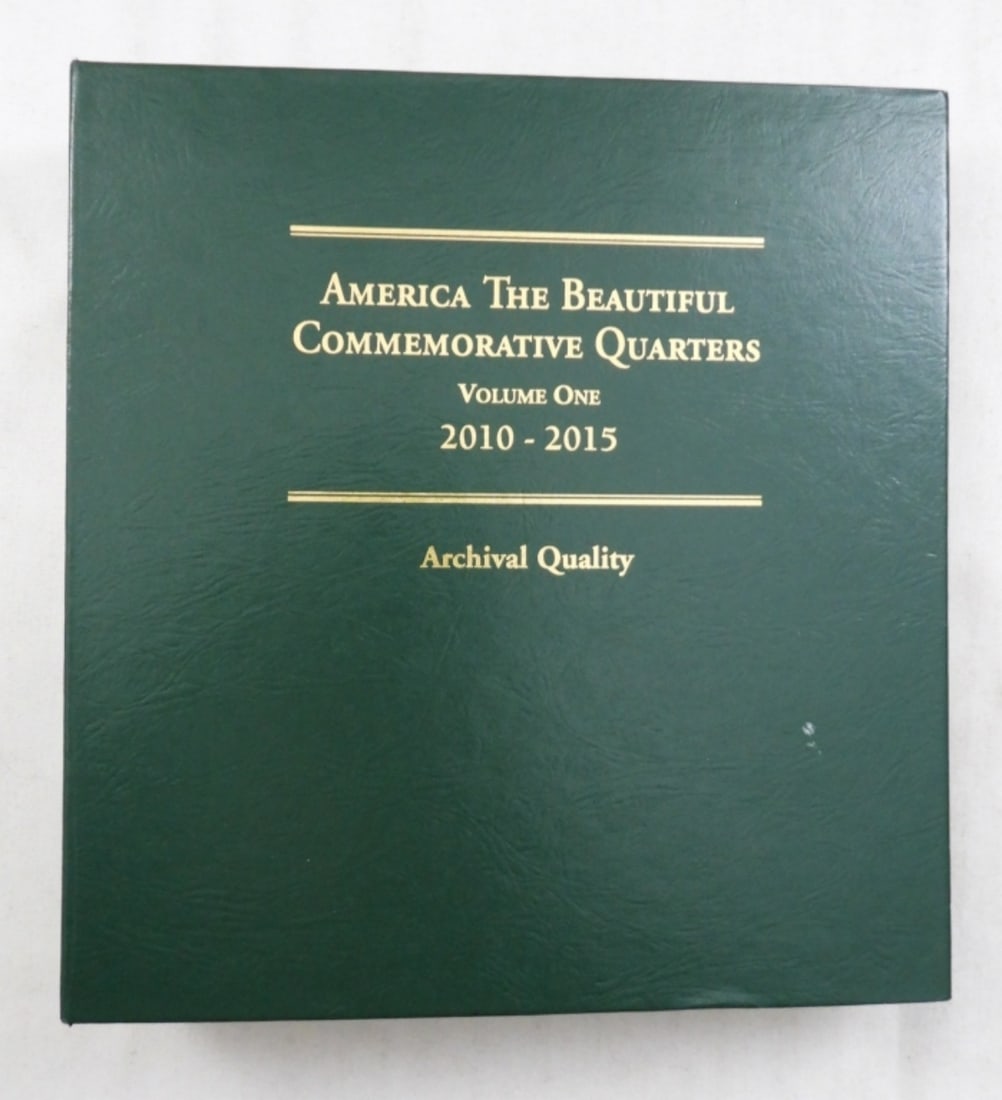 America The Beautiful
Commemorative Quarters
Volume One
2010 - 2015
Archival Quality